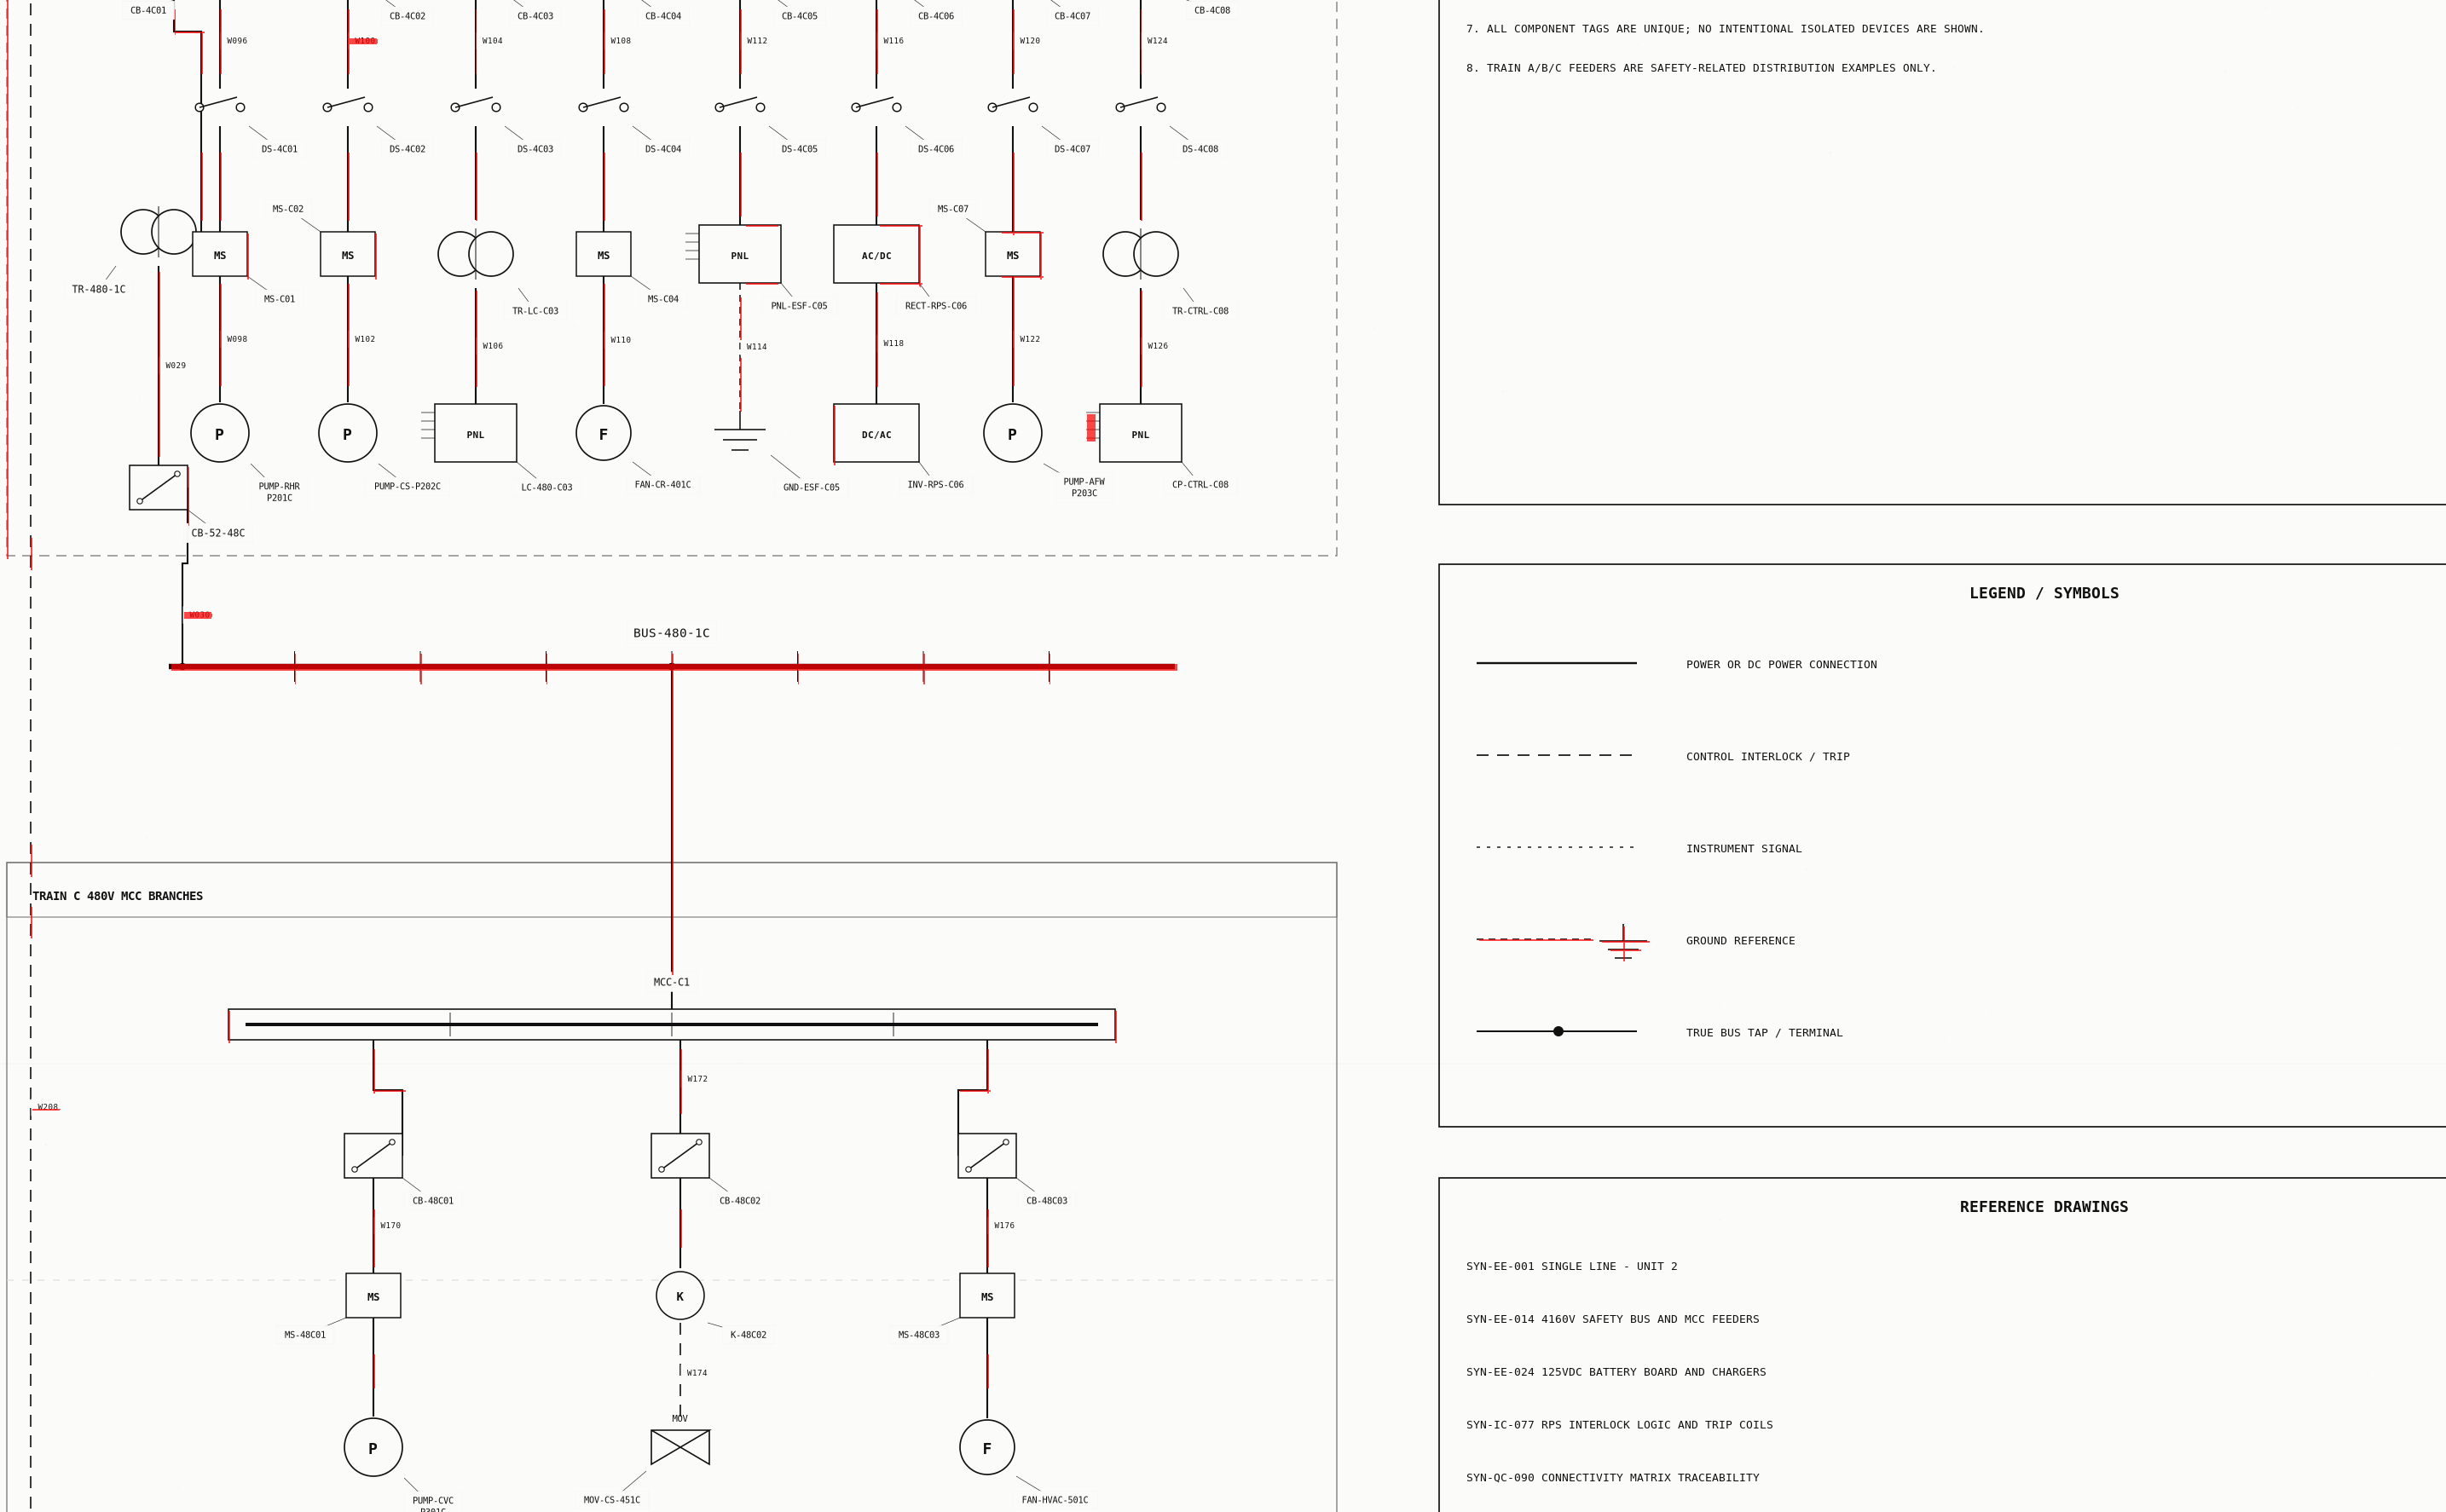 CB-4C01
CB-4C02
CB-4C03
CB-4C04
CB-4C05
CB-4C06
CB-4C07
CB-4C08
W096
W100
W104
W108
W112
W116
W120
W124
DS-4C01
DS-4C02
DS-4C03
DS-4C04
DS-4C05
DS-4C06
DS-4C07
DS-4C08
MS-C02
MS-C07
MS
MS
MS
PNL
AC/DC
MS
TR-480-1C
MS-C01
TR-LC-C03
MS-C04
PNL-ESF-C05
RECT-RPS-C06
TR-CTRL-C08
W029
W098
W102
W106
W110
W114
W118
W122
W126
P
P
PNL
F
DC/AC
P
PNL
PUMP-RHR
P201C
PUMP-CS-P202C
LC-480-C03
FAN-CR-401C
GND-ESF-C05
INV-RPS-C06
PUMP-AFW
P203C
CP-CTRL-C08
CB-52-48C
W030
BUS-480-1C
TRAIN C 480V MCC BRANCHES
MCC-C1
W172
W208
CB-48C01
CB-48C02
CB-48C03
W170
W176
MS
K
MS
MS-48C01
K-48C02
MS-48C03
W174
MOV
P
F
PUMP-CVC
P301C
MOV-CS-451C
FAN-HVAC-501C
7. ALL COMPONENT TAGS ARE UNIQUE; NO INTENTIONAL ISOLATED DEVICES ARE SHOWN.
8. TRAIN A/B/C FEEDERS ARE SAFETY-RELATED DISTRIBUTION EXAMPLES ONLY.
LEGEND / SYMBOLS
POWER OR DC POWER CONNECTION
CONTROL INTERLOCK / TRIP
INSTRUMENT SIGNAL
GROUND REFERENCE
TRUE BUS TAP / TERMINAL
REFERENCE DRAWINGS
SYN-EE-001 SINGLE LINE - UNIT 2
SYN-EE-014 4160V SAFETY BUS AND MCC FEEDERS
SYN-EE-024 125VDC BATTERY BOARD AND CHARGERS
SYN-IC-077 RPS INTERLOCK LOGIC AND TRIP COILS
SYN-QC-090 CONNECTIVITY MATRIX TRACEABILITY